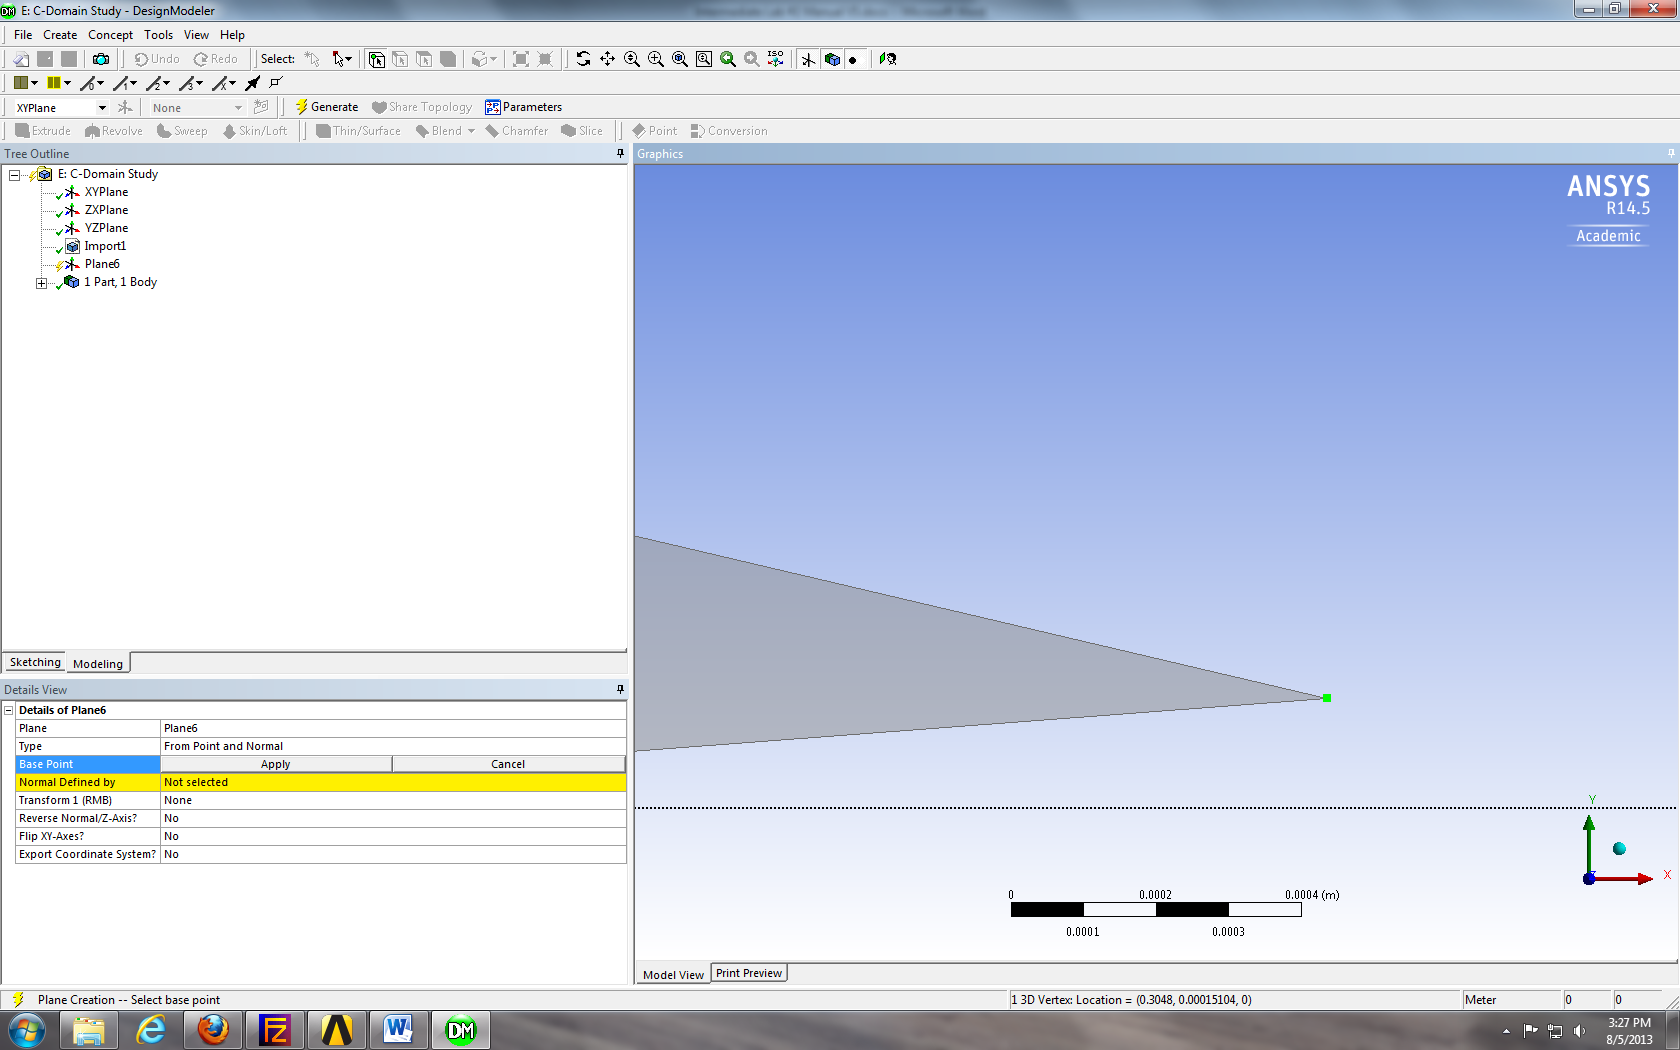 E: C-Domain Study - DesignModeler
File Create Concept Tools View Help
Undo Redo Select: ISO
XYPlane None Generate Share Topology Parameters
Extrude Revolve Sweep Skin/Loft Thin/Surface Blend Chamfer Slice Point Conversion
Tree Outline
E: C-Domain Study
XYPlane
ZXPlane
YZPlane
Import1
Plane6
1 Part, 1 Body
Sketching Modeling
Details View
Details of Plane6
Plane Plane6
Type From Point and Normal
Base Point Apply Cancel
Normal Defined by Not selected
Transform 1 (RMB) None
Reverse Normal/Z-Axis? No
Flip XY-Axes? No
Export Coordinate System? No
Graphics
ANSYS
R14.5
Academic
Y
X
0 0.0002 0.0004 (m)
0.0001 0.0003
Model View Print Preview
Plane Creation -- Select base point 1 3D Vertex: Location = (0.3048, 0.00015104, 0) Meter 0 0
3:27 PM
8/5/2013